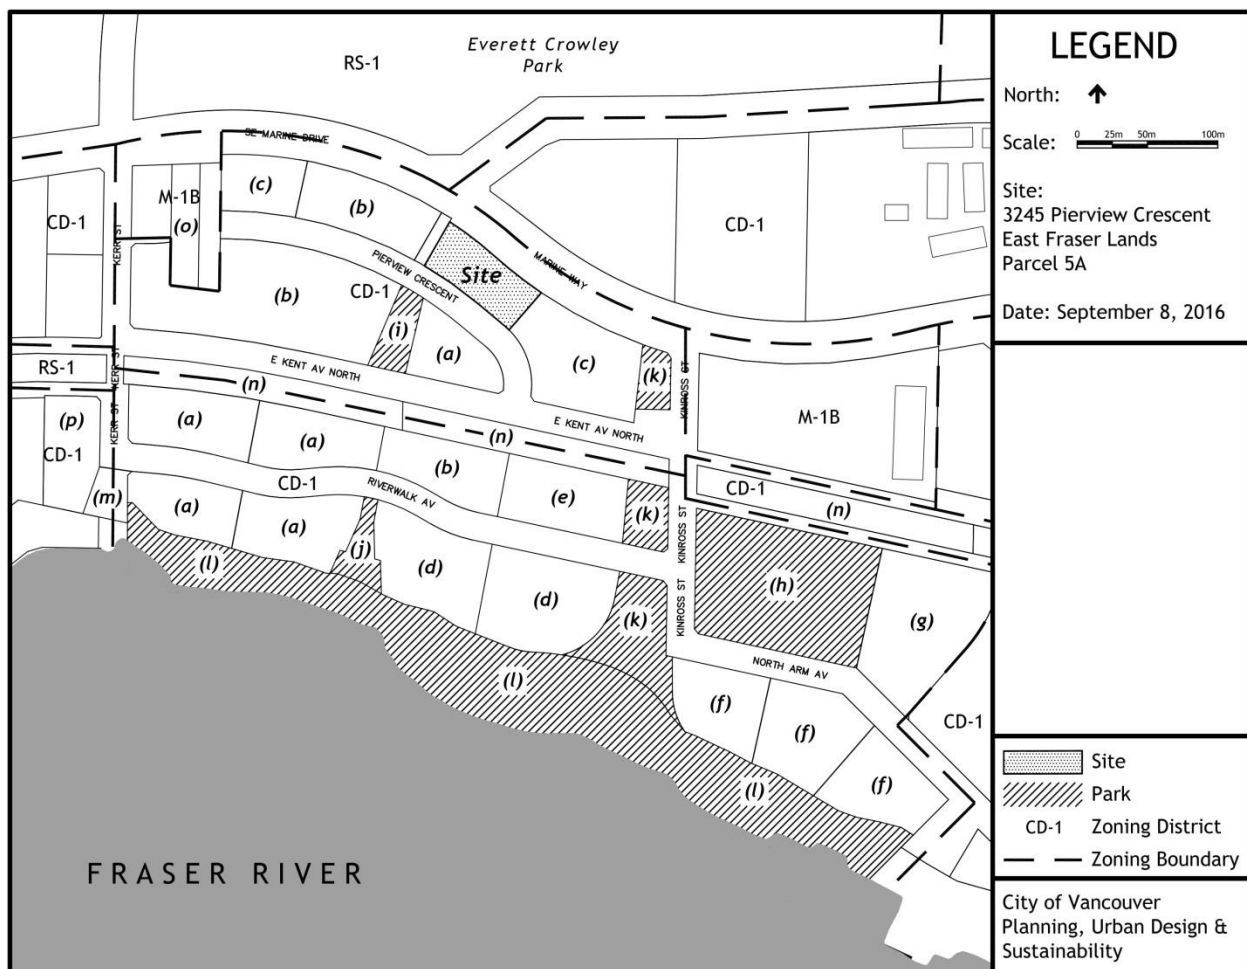 Everett Crowley
Park
RS-1
SE MARINE DRIVE
M-1B
(c)
(b)
(o)
CD-1
CD-1
KERR ST
Site
MARINE WAY
PIERVIEW CRESCENT
CD-1
(b)
(i)
(a)
(c)
(k)
KINROSS ST
E KENT AV NORTH
KERR ST
RS-1
(n)
M-1B
(p)
KERR ST
(a)
(a)
(n)
E KENT AV NORTH
CD-1
(b)
CD-1
RIVERWALK AV
(e)
(k)
CD-1
(n)
(m)
(a)
(a)
(j)
KINROSS ST
(l)
(d)
(d)
(h)
(k)
KINROSS ST
(g)
NORTH ARM AV
(l)
(f)
(f)
(f)
CD-1
(l)
FRASER RIVER
LEGEND
North:
Scale:
0 25m 50m 100m
Site:
3245 Pierview Crescent
East Fraser Lands
Parcel 5A
Date: September 8, 2016
Site
Park
CD-1 Zoning District
Zoning Boundary
City of Vancouver
Planning, Urban Design &
Sustainability